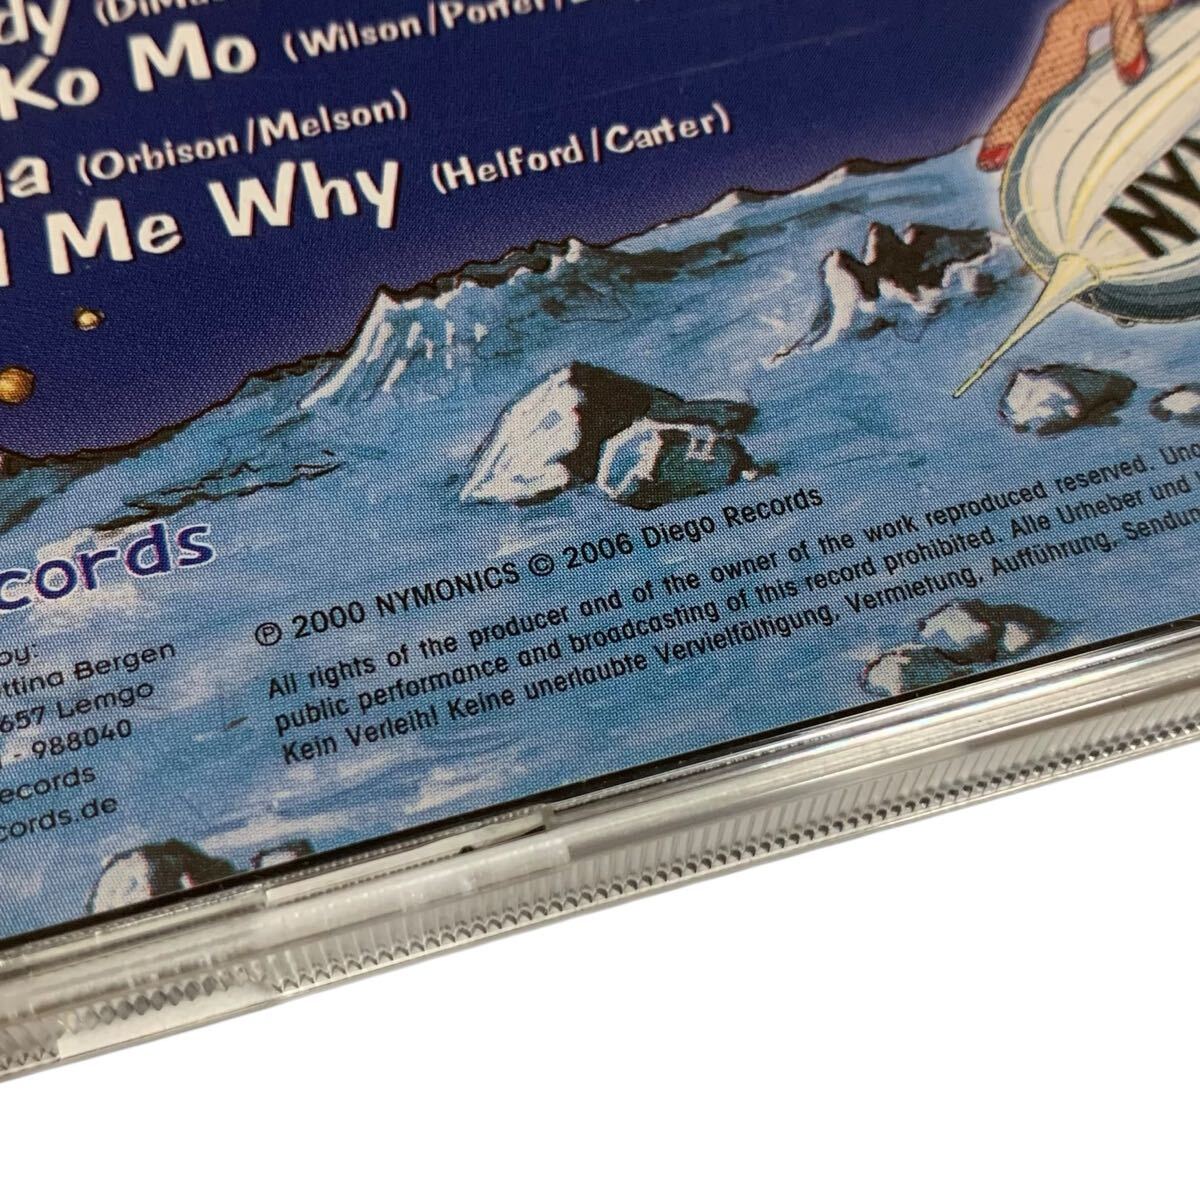 dy
Ko Mo (Wilson/Porter/
(Orbison/Melson)
Me Why (Helford/Carter)
NY
cords
by:
ttina Bergen
657 Lemgo
- 988040
ecords
cords.de
℗ 2000 NYMONICS © 2006 Diego Records
All rights of the producer and of the owner of the work reproduced reserved.
public performance and broadcasting of this record prohibited. Alle Urheber und
Kein Verleih! Keine unerlaubte Vervielfältigung, Vermietung, Aufführung, Sendung